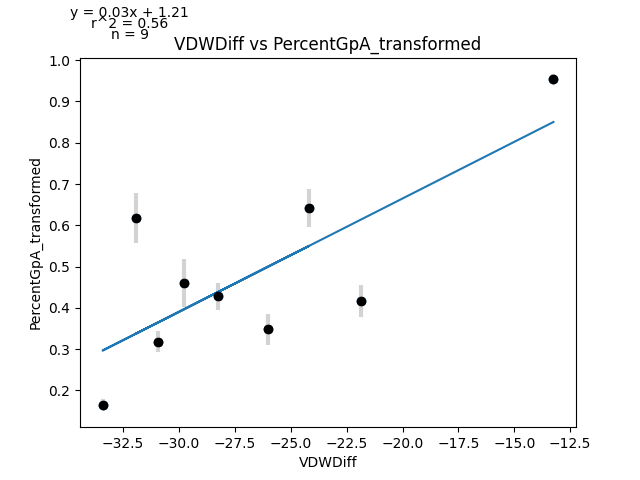 y = 0.03x + 1.21
r^2 = 0.56
n = 9
VDWDiff vs PercentGpA_transformed
1.0
0.9
0.8
0.7
0.6
0.5
0.4
0.3
0.2
PercentGpA_transformed
−32.5 −30.0 −27.5 −25.0 −22.5 −20.0 −17.5 −15.0 −12.5
VDWDiff